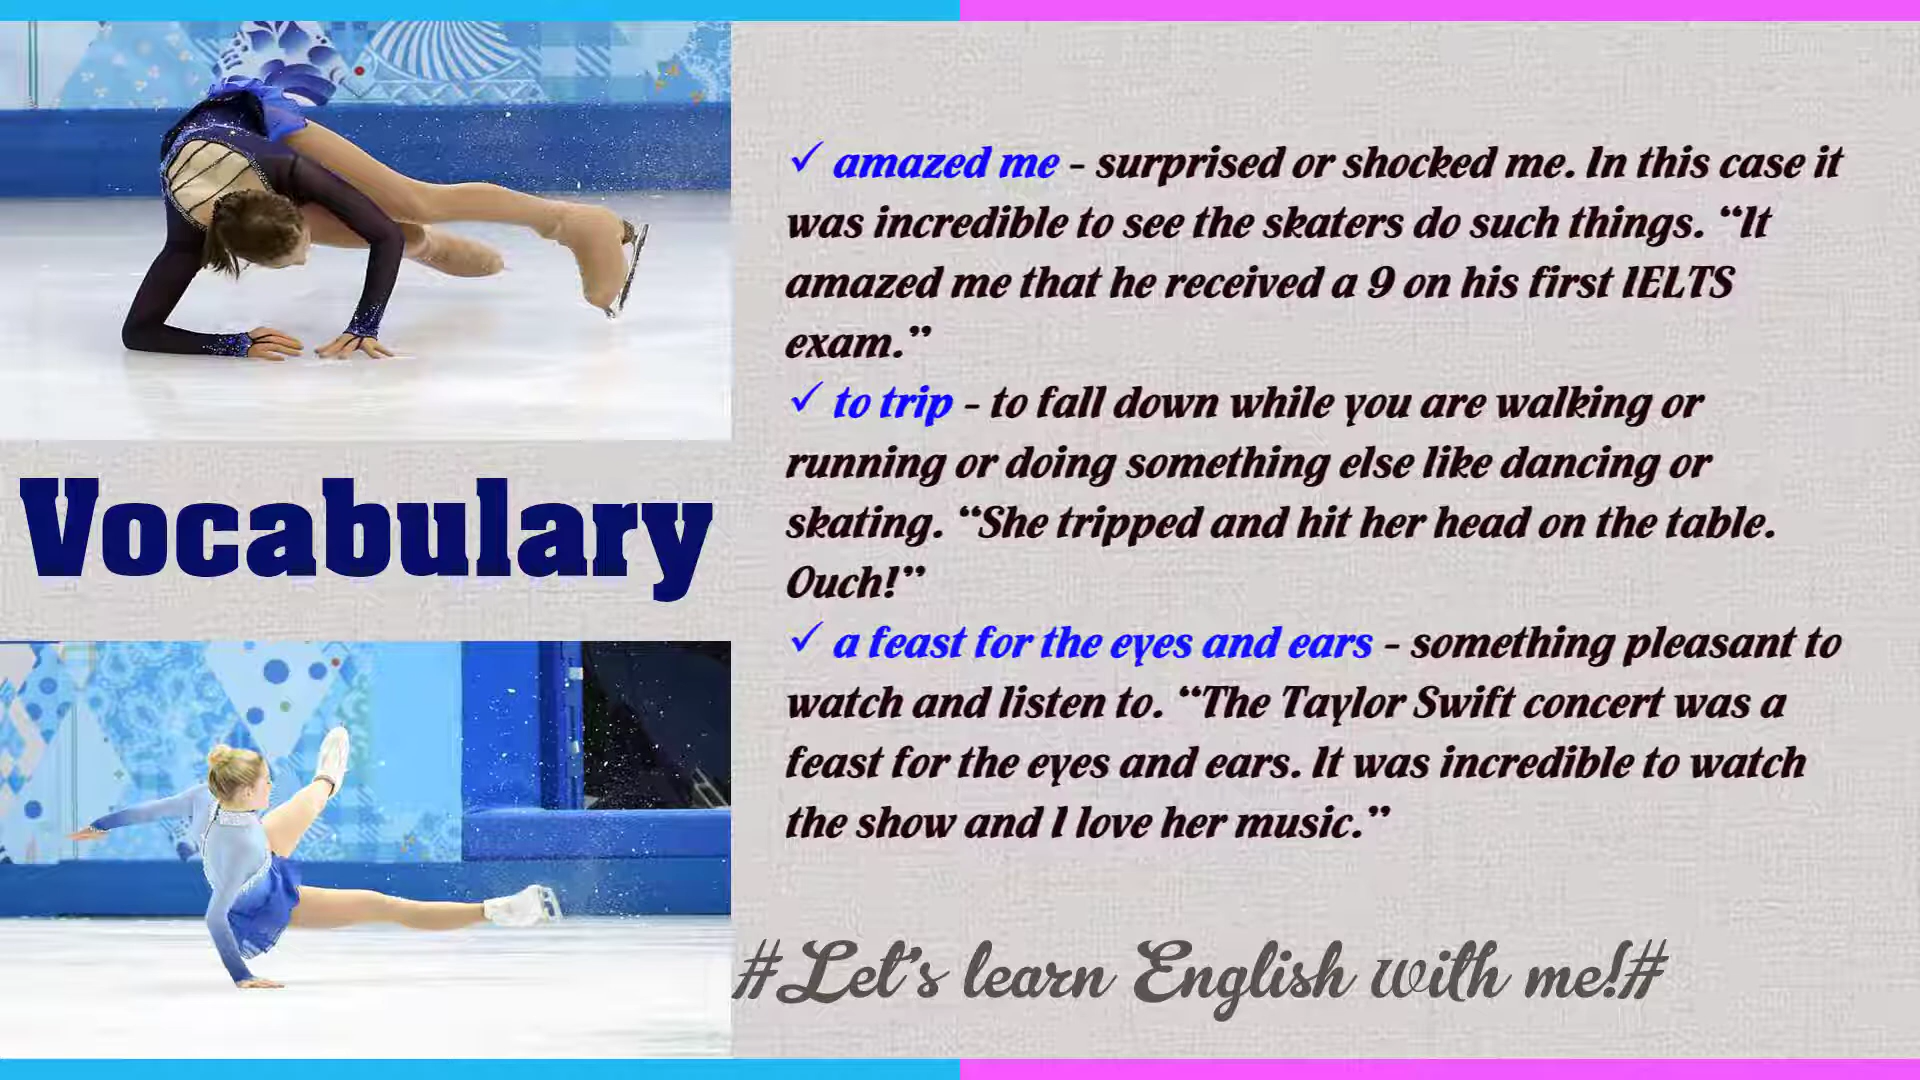 Vocabulary
✓ amazed me - surprised or shocked me. In this case it
was incredible to see the skaters do such things. “It
amazed me that he received a 9 on his first IELTS
exam.”
✓ to trip - to fall down while you are walking or
running or doing something else like dancing or
skating. “She tripped and hit her head on the table.
Ouch!”
✓ a feast for the eyes and ears - something pleasant to
watch and listen to. “The Taylor Swift concert was a
feast for the eyes and ears. It was incredible to watch
the show and I love her music.”
#Let's learn English with me!#